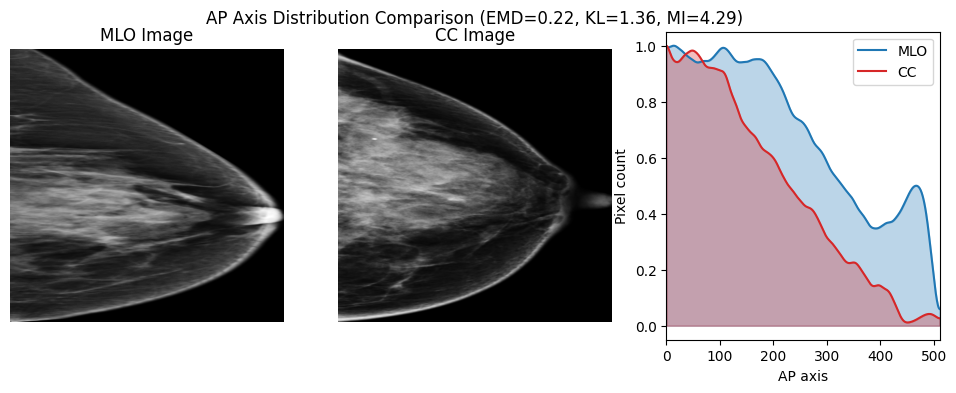 AP Axis Distribution Comparison (EMD=0.22, KL=1.36, MI=4.29)
MLO Image
CC Image
MLO
CC
Pixel count
1.0
0.8
0.6
0.4
0.2
0.0
0 100 200 300 400 500
AP axis